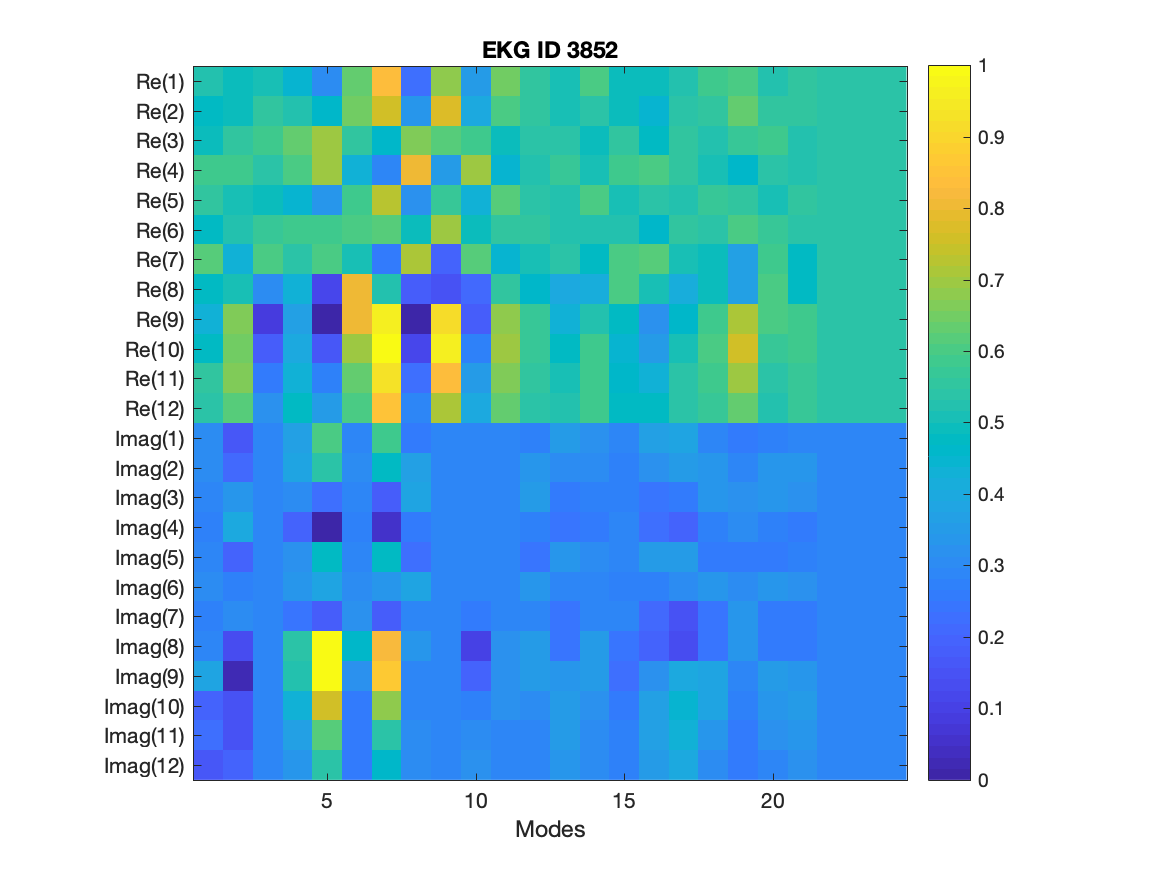 EKG ID 3852
Re(1)
Re(2)
Re(3)
Re(4)
Re(5)
Re(6)
Re(7)
Re(8)
Re(9)
Re(10)
Re(11)
Re(12)
Imag(1)
Imag(2)
Imag(3)
Imag(4)
Imag(5)
Imag(6)
Imag(7)
Imag(8)
Imag(9)
Imag(10)
Imag(11)
Imag(12)
5 10 15 20
Modes
1
0.9
0.8
0.7
0.6
0.5
0.4
0.3
0.2
0.1
0